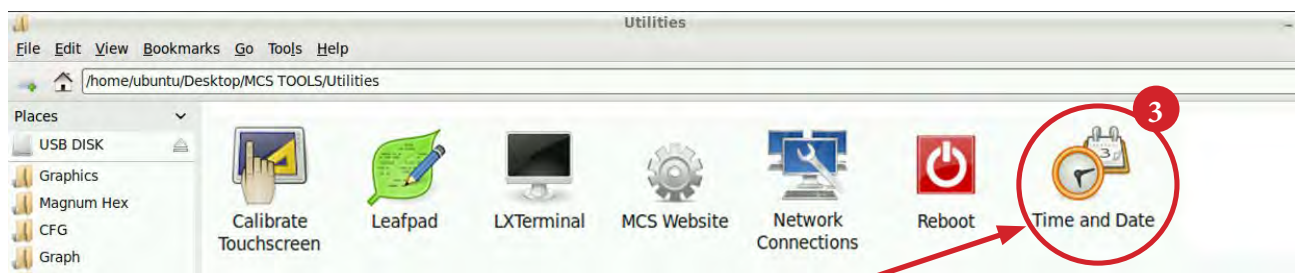 Utilities
File Edit View Bookmarks Go Tools Help
/home/ubuntu/Desktop/MCS TOOLS/Utilities
Places
USB DISK
Graphics
Magnum Hex
CFG
Graph
Calibrate
Touchscreen
Leafpad
LXTerminal
MCS Website
Network
Connections
Reboot
3
Time and Date
3